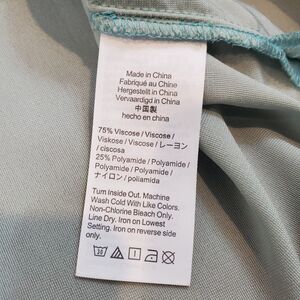 Made in China
Fabriqué au Chine
Hergestellt in China
Vervaardigd in China
中国製
hecho en china
75% Viscose / Viscose /
Viskose / Viscose / レーヨン
/ ciscosa
25% Polyamide / Polyamide /
Polyamide / Polyamide /
ナイロン / poliamida
Turn Inside Out. Machine
Wash Cold With Like Colors.
Non-Chlorine Bleach Only.
Line Dry. Iron on Lowest
Setting. Iron on reverse side
only.